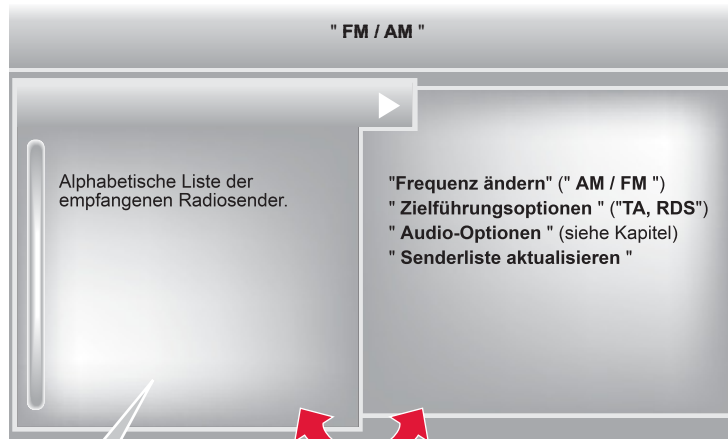 " FM / AM "
Alphabetische Liste der
empfangenen Radiosender.
"Frequenz ändern" (" AM / FM ")
" Zielführungsoptionen " ("TA, RDS")
" Audio-Optionen " (siehe Kapitel)
" Senderliste aktualisieren "